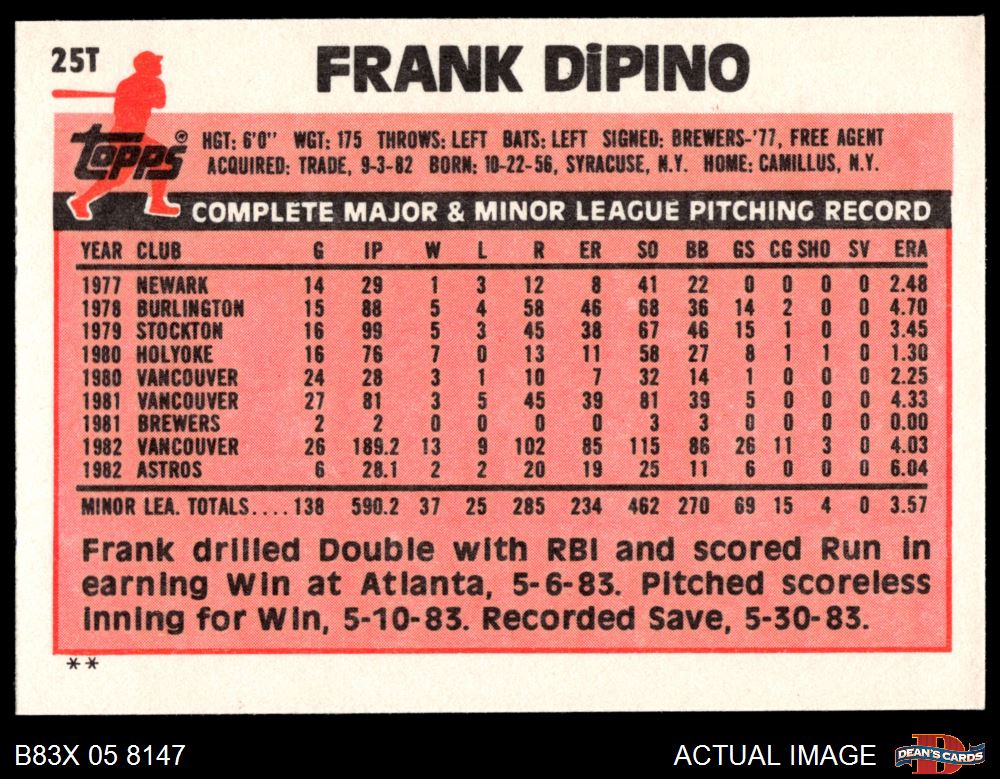 25T
FRANK DiPINO
topps ®
HGT: 6'0" WGT: 175 THROWS: LEFT BATS: LEFT SIGNED: BREWERS-'77, FREE AGENT
ACQUIRED: TRADE, 9-3-82 BORN: 10-22-56, SYRACUSE, N.Y. HOME: CAMILLUS, N.Y.
COMPLETE MAJOR & MINOR LEAGUE PITCHING RECORD
YEAR CLUB G IP W L R ER SO BB GS CG SHO SV ERA
1977 NEWARK 14 29 1 3 12 8 41 22 0 0 0 0 2.48
1978 BURLINGTON 15 88 5 4 58 46 68 36 14 2 0 0 4.70
1979 STOCKTON 16 99 5 3 45 38 67 46 15 1 0 0 3.45
1980 HOLYOKE 16 76 7 0 13 11 58 27 8 1 1 0 1.30
1980 VANCOUVER 24 28 3 1 10 7 32 14 1 0 0 0 2.25
1981 VANCOUVER 27 81 3 5 45 39 81 39 5 0 0 0 4.33
1981 BREWERS 2 2 0 0 0 0 3 3 0 0 0 0 0.00
1982 VANCOUVER 26 189.2 13 9 102 85 115 86 26 11 3 0 4.03
1982 ASTROS 6 28.1 2 2 20 19 25 11 6 0 0 0 6.04
MINOR LEA. TOTALS....138 590.2 37 25 285 234 462 270 69 15 4 0 3.57
Frank drilled Double with RBI and scored Run in
earning Win at Atlanta, 5-6-83. Pitched scoreless
inning for Win, 5-10-83. Recorded Save, 5-30-83.
**
B83X 05 8147
ACTUAL IMAGE
DEAN'S CARDS